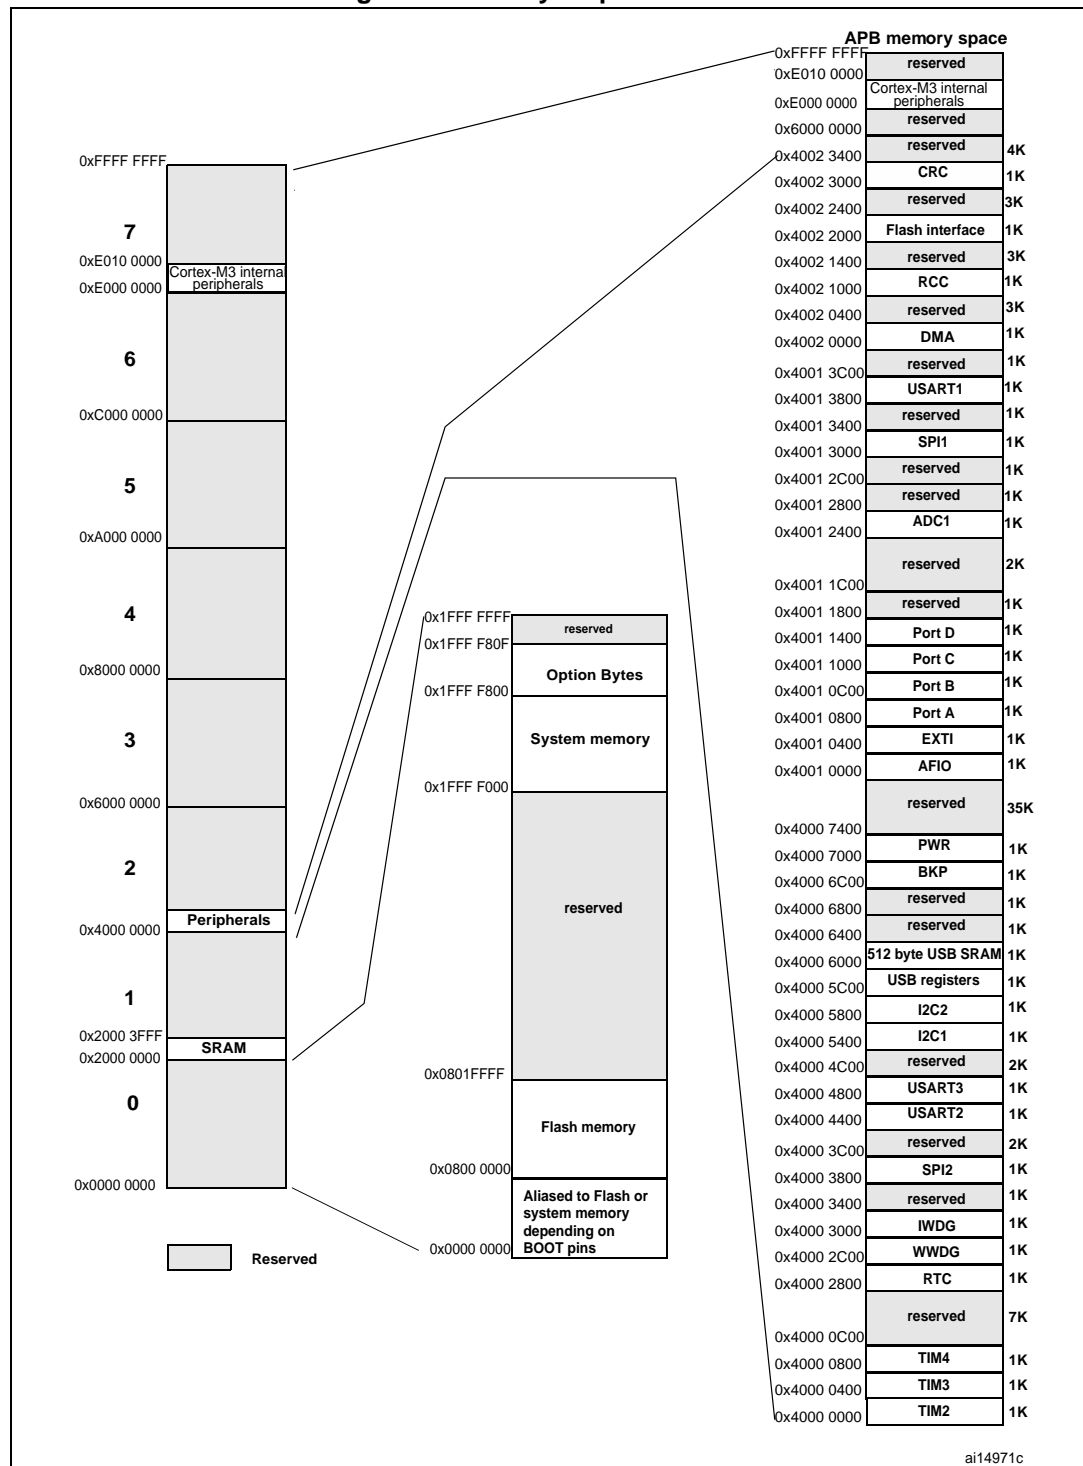 APB memory space
0xFFFF FFFF
reserved
0xE010 0000
Cortex-M3 internal
peripherals
0xE000 0000
reserved
0x6000 0000
reserved
4K
0x4002 3400
CRC
1K
0x4002 3000
reserved
3K
0x4002 2400
Flash interface
1K
0x4002 2000
reserved
3K
0x4002 1400
RCC
1K
0x4002 1000
reserved
3K
0x4002 0400
DMA
1K
0x4002 0000
reserved
1K
0x4001 3C00
USART1
1K
0x4001 3800
reserved
1K
0x4001 3400
SPI1
1K
0x4001 3000
reserved
1K
0x4001 2C00
reserved
1K
0x4001 2800
ADC1
1K
0x4001 2400
reserved
2K
0x4001 1C00
reserved
1K
0x4001 1800
Port D
1K
0x4001 1400
Port C
1K
0x4001 1000
Port B
1K
0x4001 0C00
Port A
1K
0x4001 0800
EXTI
1K
0x4001 0400
AFIO
1K
0x4001 0000
reserved
35K
0x4000 7400
PWR
1K
0x4000 7000
BKP
1K
0x4000 6C00
reserved
1K
0x4000 6800
reserved
1K
0x4000 6400
512 byte USB SRAM
1K
0x4000 6000
USB registers
1K
0x4000 5C00
I2C2
1K
0x4000 5800
I2C1
1K
0x4000 5400
reserved
2K
0x4000 4C00
USART3
1K
0x4000 4800
USART2
1K
0x4000 4400
reserved
2K
0x4000 3C00
SPI2
1K
0x4000 3800
reserved
1K
0x4000 3400
IWDG
1K
0x4000 3000
WWDG
1K
0x4000 2C00
RTC
1K
0x4000 2800
reserved
7K
0x4000 0C00
TIM4
1K
0x4000 0800
TIM3
1K
0x4000 0400
TIM2
1K
0x4000 0000
0xFFFF FFFF
7
0xE010 0000
Cortex-M3 internal
peripherals
0xE000 0000
6
0xC000 0000
5
0xA000 0000
4
0x8000 0000
3
0x6000 0000
2
Peripherals
0x4000 0000
1
0x2000 3FFF
SRAM
0x2000 0000
0
0x0000 0000
Reserved
0x1FFF FFFF
reserved
0x1FFF F80F
Option Bytes
0x1FFF F800
System memory
0x1FFF F000
reserved
0x0801FFFF
Flash memory
0x0800 0000
Aliased to Flash or
system memory
depending on
BOOT pins
0x0000 0000
ai14971c